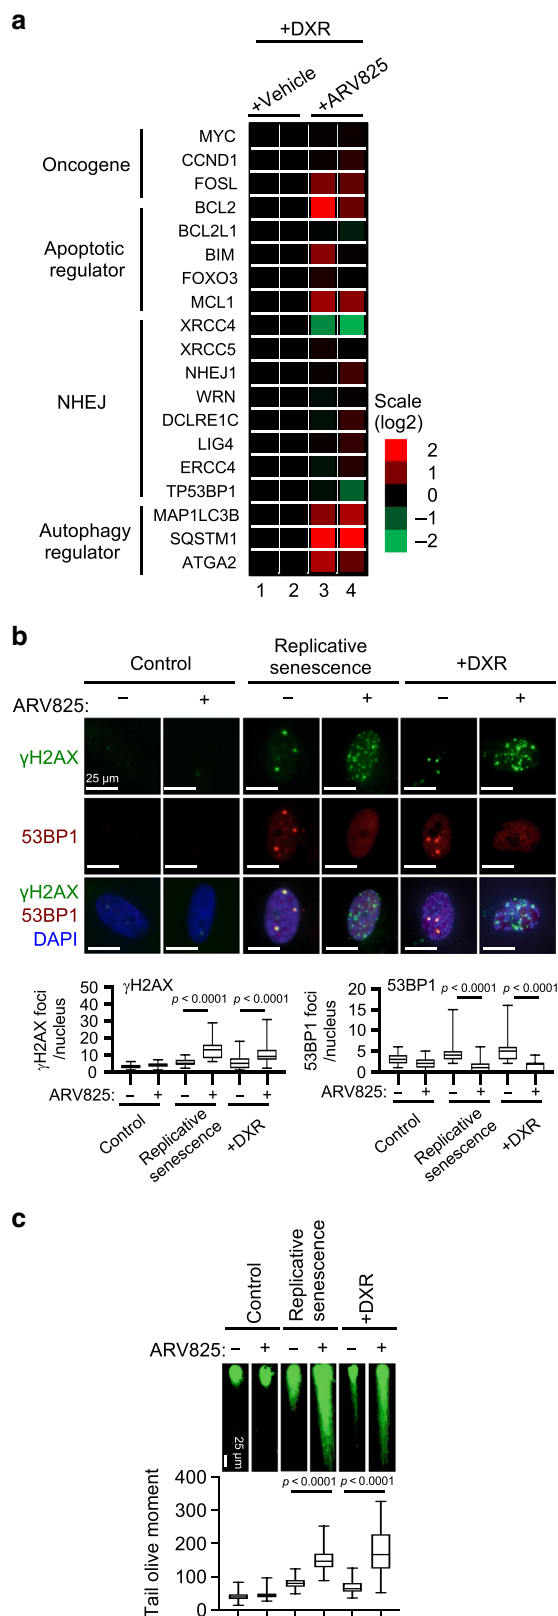 a
+DXR
+Vehicle
+ARV825
Oncogene
MYC
CCND1
FOSL
Apoptotic
regulator
BCL2
BCL2L1
BIM
FOXO3
MCL1
NHEJ
XRCC4
XRCC5
NHEJ1
WRN
DCLRE1C
LIG4
ERCC4
TP53BP1
Autophagy
regulator
MAP1LC3B
SQSTM1
ATGA2
1 2 3 4
Scale
(log2)
2
1
0
–1
–2
b
Control
Replicative
senescence
+DXR
ARV825: – + – + – +
γH2AX
25 μm
53BP1
γH2AX
53BP1
DAPI
γH2AX
γH2AX foci
/nucleus
50
40
30
20
10
0
p < 0.0001
p < 0.0001
ARV825: – + – + – +
Control
Replicative
senescence
+DXR
53BP1
53BP1 foci
/nucleus
20
15
10
5
0
p < 0.0001
p < 0.0001
ARV825: – + – + – +
Control
Replicative
senescence
+DXR
c
Control
Replicative
senescence
+DXR
ARV825: – + – + – +
25 μm
Tail olive moment
400
300
200
100
0
p < 0.0001
p < 0.0001